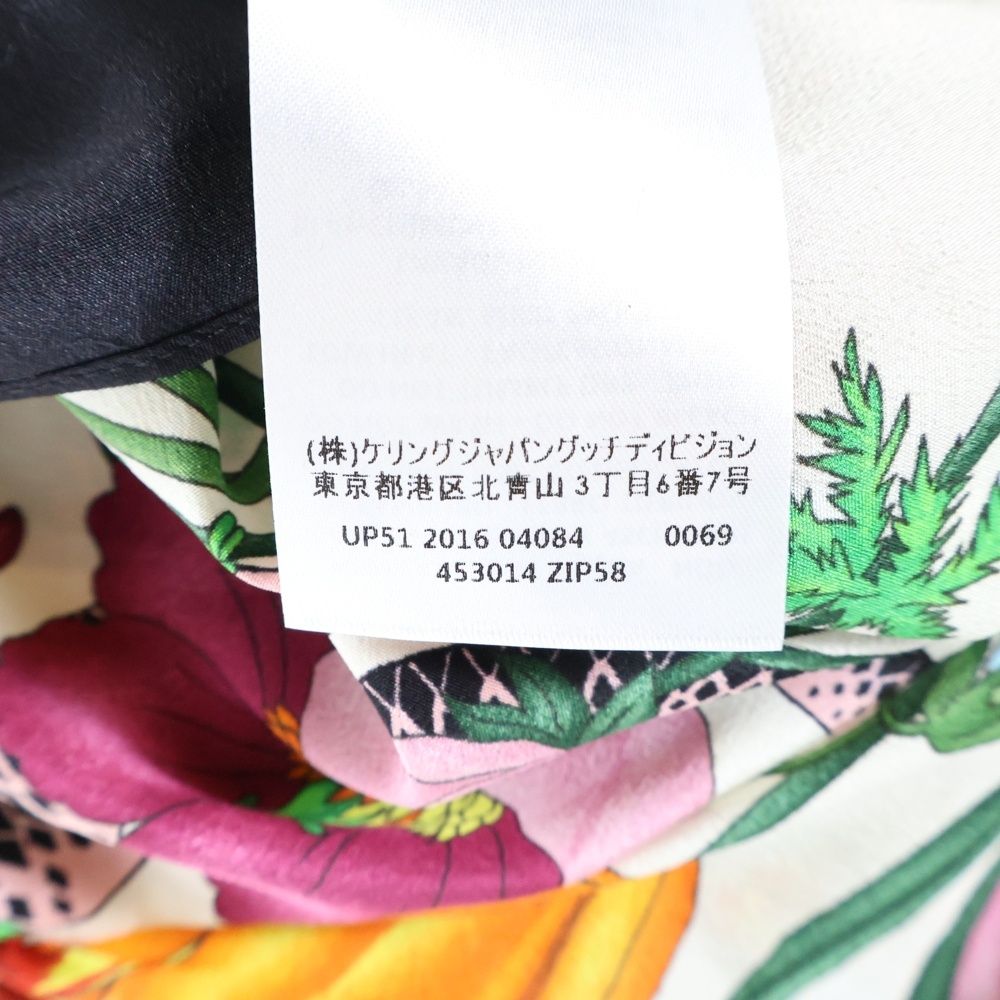 (株)ケリングジャパングッチディビジョン
東京都港区北青山3丁目6番7号
UP51 2016 04084 0069
453014 ZIP58